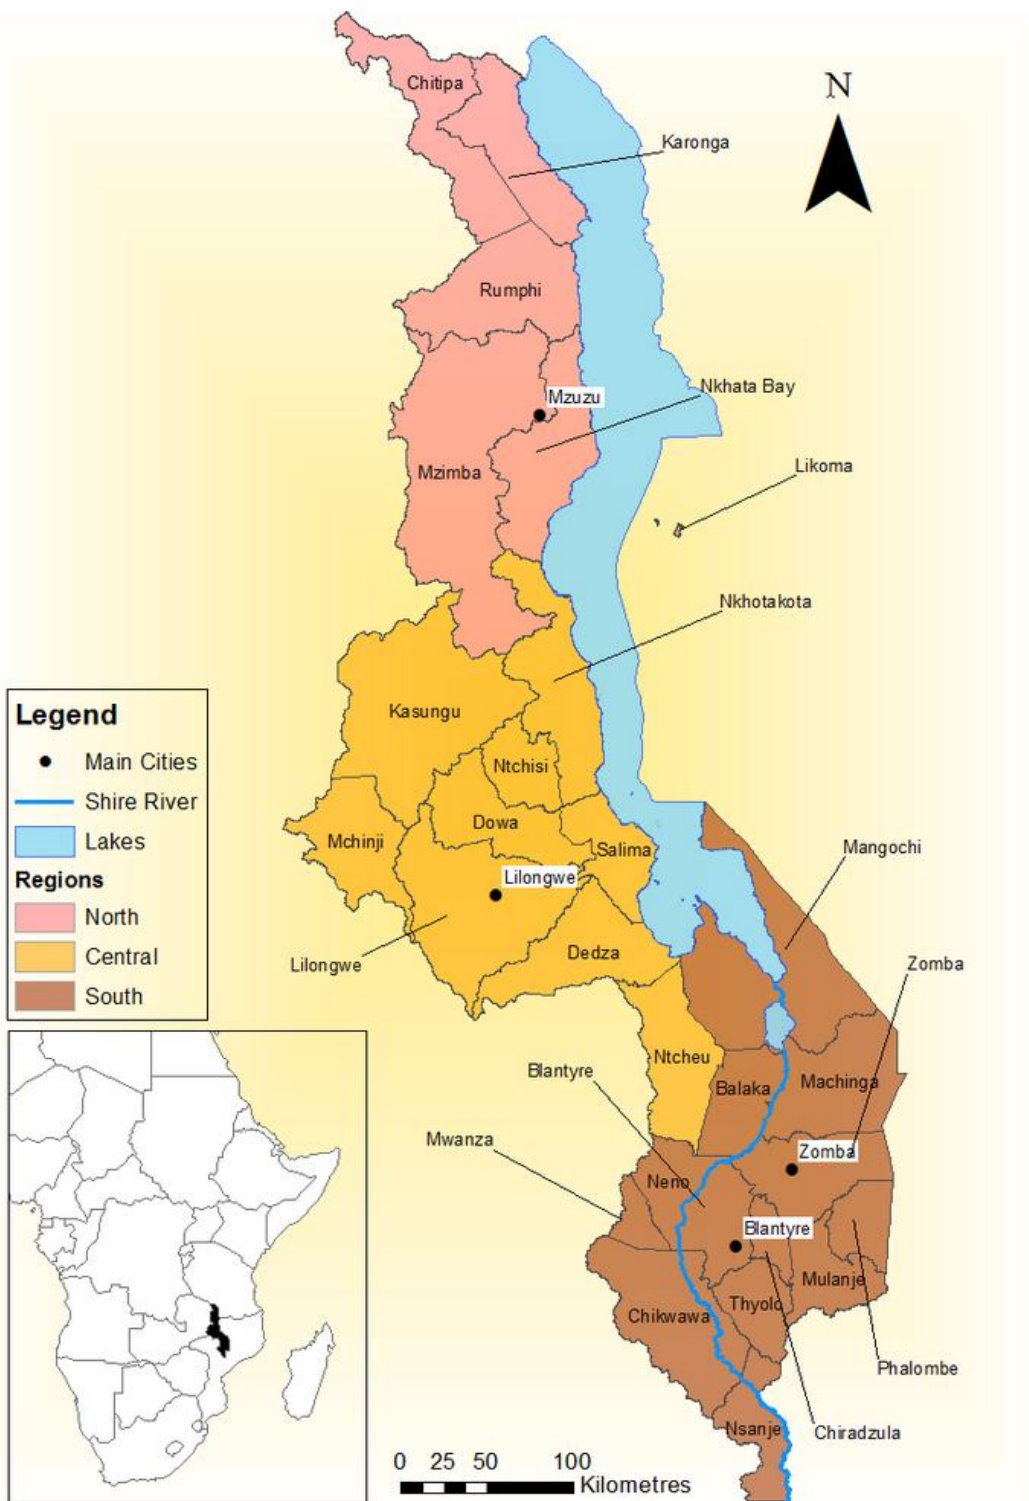 Chitipa
N
Karonga
Rumphi
Nkhata Bay
Mzuzu
Likoma
Mzimba
Nkhotakota
Kasungu
Legend
Main Cities
Shire River
Lakes
Regions
North
Central
South
Ntchisi
Dowa
Mchinji
Salima
Mangochi
Lilongwe
Lilongwe
Dedza
Zomba
Ntcheu
Blantyre
Balaka
Machinga
Mwanza
Zomba
Neno
Blantyre
Mulanje
Thyolo
Chikwawa
Phalombe
Nsanje
Chiradzula
0 25 50 100
Kilometres